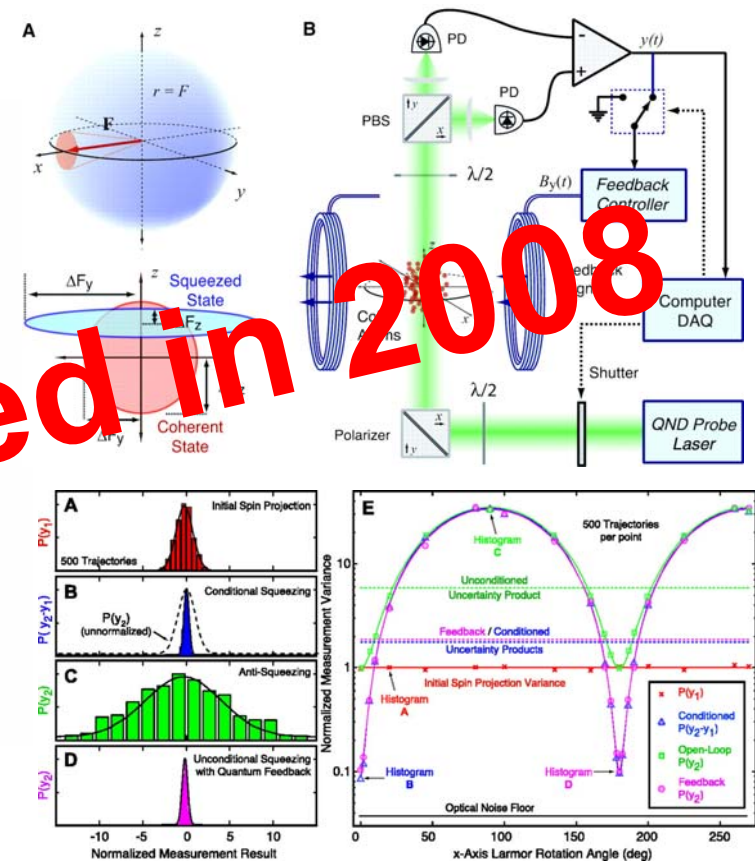 A
z
r = F
F
x
y
z
ΔFy
Squeezed
State
Fz
z
Coherent
State
ΔFy
B
PD
-
+
y(t)
PD
PBS
y
x
λ/2
By(t)
Feedback
Controller
z
x
Computer
DAQ
Shutter
Polarizer
x
y
λ/2
QND Probe
Laser
ed in 2008
A
Initial Spin Projection
P(y1)
500 Trajectories
B
Conditional Squeezing
P(y2-y1)
P(y2)
(unnormalized)
C
Anti-Squeezing
P(y2)
D
Unconditional Squeezing
with Quantum Feedback
P(y2)
-10 -5 0 5 10
Normalized Measurement Result
E
500 Trajectories
per point
Histogram
C
Unconditioned
Uncertainty Product
Feedback / Conditioned
Uncertainty Products
Initial Spin Projection Variance
Histogram
A
Histogram
B
Histogram
D
P(y1)
Conditioned
P(y2-y1)
Open-Loop
P(y2)
Feedback
P(y2)
Optical Noise Floor
10
1
0.1
Normalized Measurement Variance
0 50 100 150 200 250
x-Axis Larmor Rotation Angle (deg)